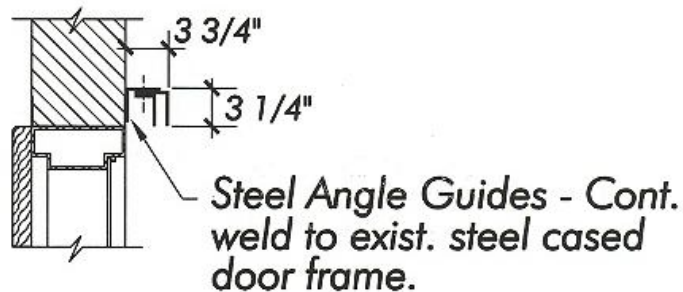 3 3/4"
3 1/4"
Steel Angle Guides - Cont.
weld to exist. steel cased
door frame.